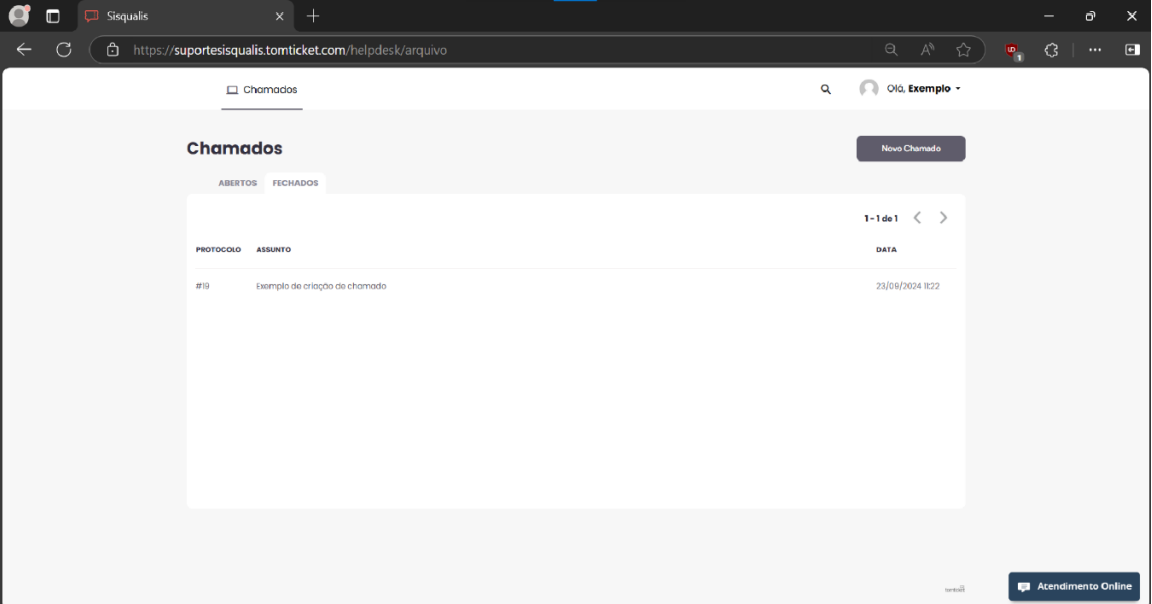 Sisqualis
https://suportesisqualis.tomticket.com/helpdesk/arquivo
1
Chamados
Olá, Exemplo
Chamados
Novo Chamado
ABERTOS FECHADOS
1 - 1 de 1
PROTOCOLO ASSUNTO DATA
#19 Exemplo de criação de chamado 23/09/2024 11:22
Atendimento Online